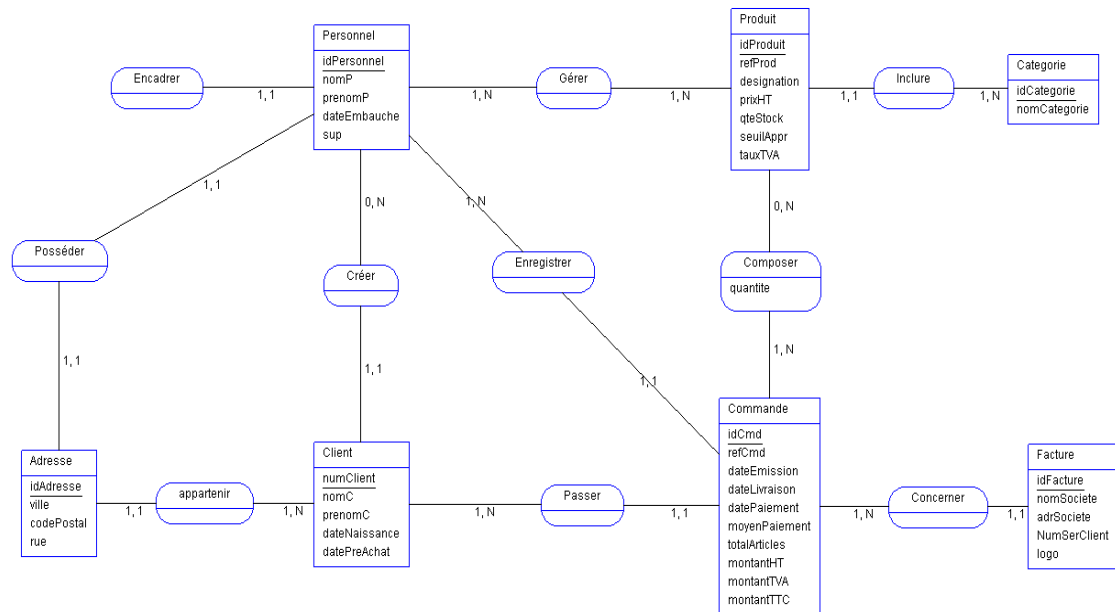 Personnel
idPersonnel
nomP
prenomP
dateEmbauche
sup
Produit
idProduit
refProd
designation
prixHT
qteStock
seuilAppr
tauxTVA
Categorie
idCategorie
nomCategorie
Encadrer
1, 1
1, N
Gérer
1, N
1, 1
Inclure
1, N
1, 1
0, N
1, N
0, N
Posséder
Créer
Enregistrer
Composer
quantite
1, 1
1, 1
1, 1
1, N
Adresse
idAdresse
ville
codePostal
rue
1, 1
appartenir
1, N
Client
numClient
nomC
prenomC
dateNaissance
datePreAchat
1, N
Passer
1, 1
Commande
idCmd
refCmd
dateEmission
dateLivraison
datePaiement
moyenPaiement
totalArticles
montantHT
montantTVA
montantTTC
1, N
Concerner
1, 1
Facture
idFacture
nomSociete
adrSociete
NumSerClient
logo